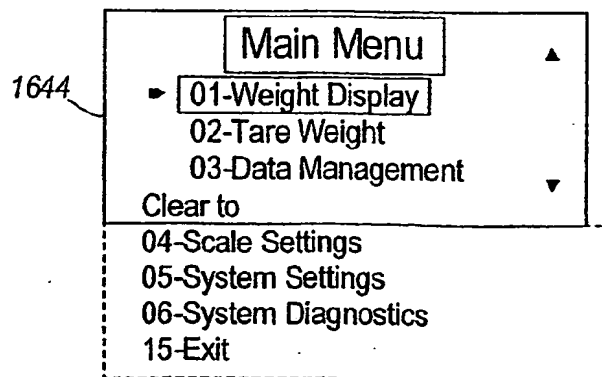 Main Menu
1644
01-Weight Display
02-Tare Weight
03-Data Management
Clear to
04-Scale Settings
05-System Settings
06-System Diagnostics
15-Exit